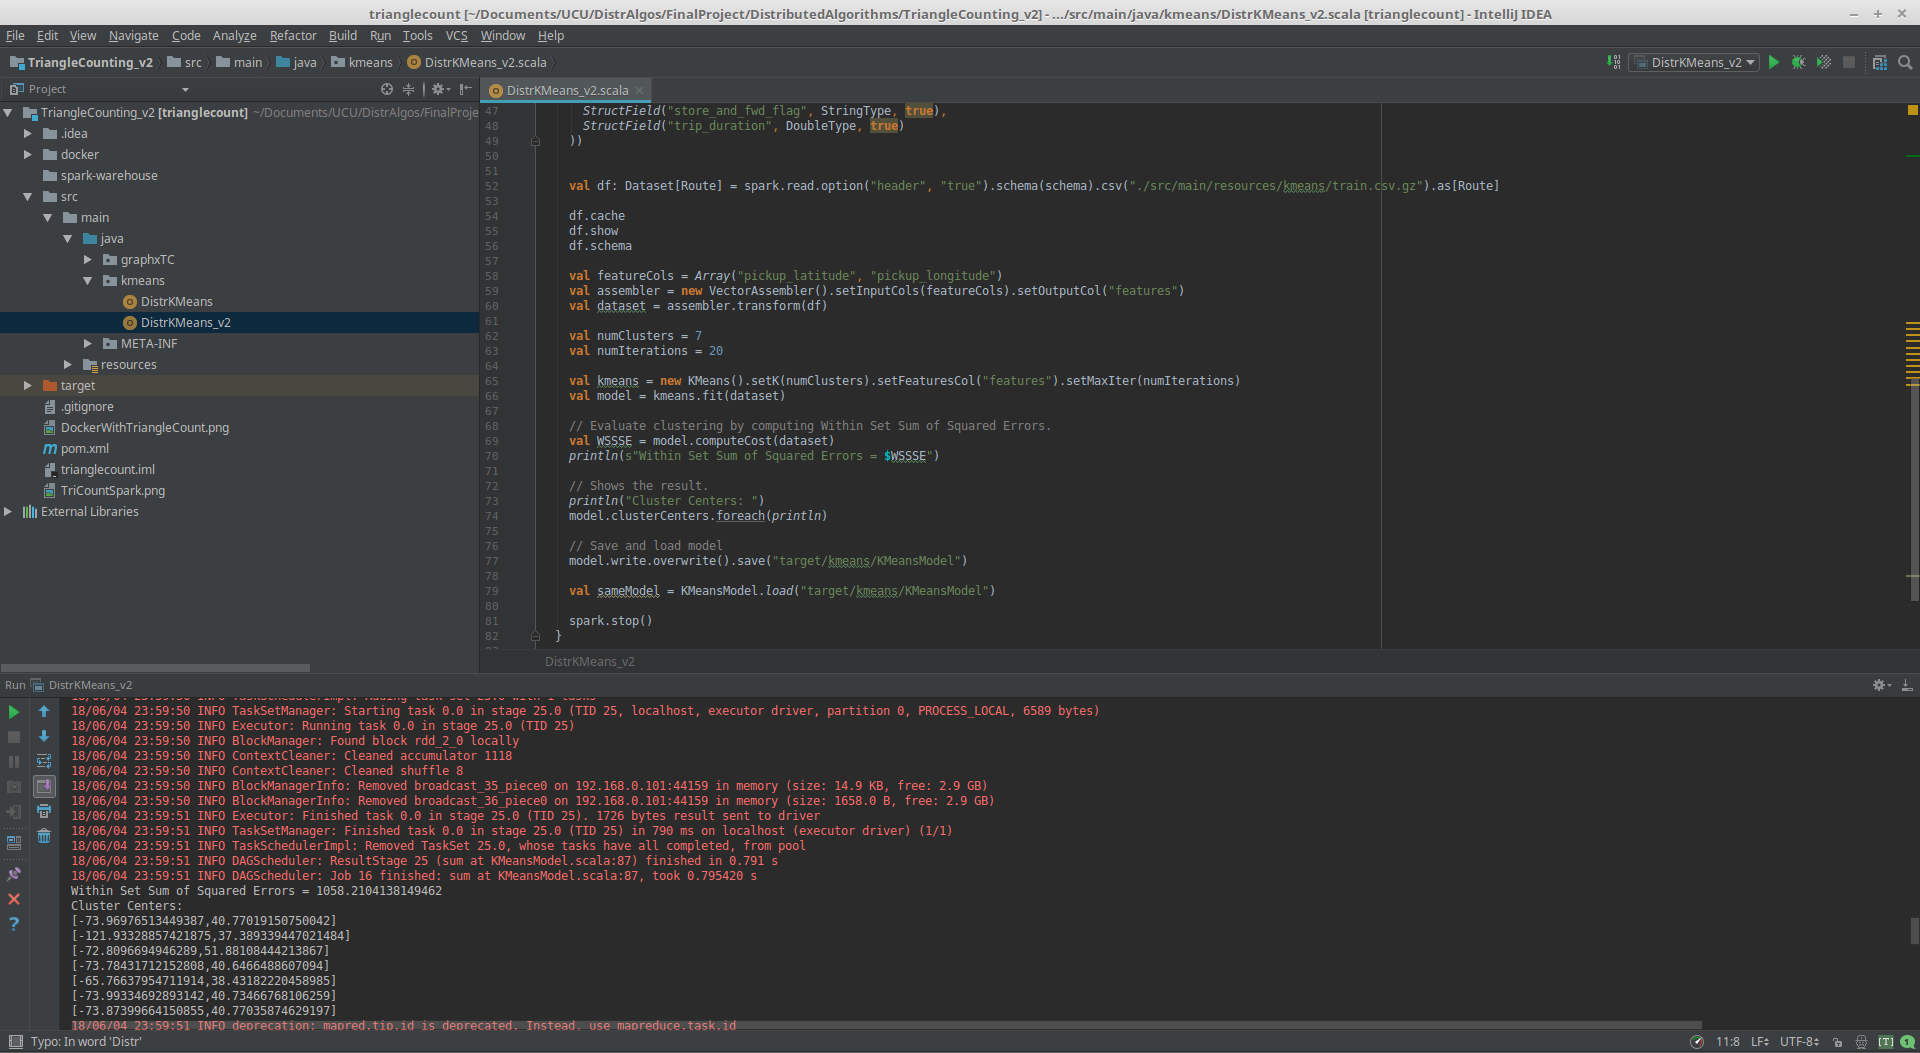 trianglecount [~/Documents/UCU/DistrAlgos/FinalProject/DistributedAlgorithms/TriangleCounting_v2] - .../src/main/java/kmeans/DistrKMeans_v2.scala [trianglecount] - IntelliJ IDEA
File Edit View Navigate Code Analyze Refactor Build Run Tools VCS Window Help
TriangleCounting_v2 src main java kmeans DistrKMeans_v2.scala DistrKMeans_v2
Project
TriangleCounting_v2 [trianglecount] ~/Documents/UCU/DistrAlgos/FinalProje
.idea
docker
spark-warehouse
src
main
java
graphxTC
kmeans
DistrKMeans
DistrKMeans_v2
META-INF
resources
target
.gitignore
DockerWithTriangleCount.png
pom.xml
trianglecount.iml
TriCountSpark.png
External Libraries
DistrKMeans_v2.scala
47 StructField("store_and_fwd_flag", StringType, true),
48 StructField("trip_duration", DoubleType, true)
49 ))
50
51
52 val df: Dataset[Route] = spark.read.option("header", "true").schema(schema).csv("./src/main/resources/kmeans/train.csv.gz").as[Route]
53
54 df.cache
55 df.show
56 df.schema
57
58 val featureCols = Array("pickup_latitude", "pickup_longitude")
59 val assembler = new VectorAssembler().setInputCols(featureCols).setOutputCol("features")
60 val dataset = assembler.transform(df)
61
62 val numClusters = 7
63 val numIterations = 20
64
65 val kmeans = new KMeans().setK(numClusters).setFeaturesCol("features").setMaxIter(numIterations)
66 val model = kmeans.fit(dataset)
67
68 // Evaluate clustering by computing Within Set Sum of Squared Errors.
69 val WSSSE = model.computeCost(dataset)
70 println(s"Within Set Sum of Squared Errors = $WSSSE")
71
72 // Shows the result.
73 println("Cluster Centers: ")
74 model.clusterCenters.foreach(println)
75
76 // Save and load model
77 model.write.overwrite().save("target/kmeans/KMeansModel")
78
79 val sameModel = KMeansModel.load("target/kmeans/KMeansModel")
80
81 spark.stop()
82 }
DistrKMeans_v2
Run DistrKMeans_v2
18/06/04 23:59:50 INFO TaskSchedulerImpl: Adding task set 25.0 with 1 tasks
18/06/04 23:59:50 INFO TaskSetManager: Starting task 0.0 in stage 25.0 (TID 25, localhost, executor driver, partition 0, PROCESS_LOCAL, 6589 bytes)
18/06/04 23:59:50 INFO Executor: Running task 0.0 in stage 25.0 (TID 25)
18/06/04 23:59:50 INFO BlockManager: Found block rdd_2_0 locally
18/06/04 23:59:50 INFO ContextCleaner: Cleaned accumulator 1118
18/06/04 23:59:50 INFO ContextCleaner: Cleaned shuffle 8
18/06/04 23:59:50 INFO BlockManagerInfo: Removed broadcast_35_piece0 on 192.168.0.101:44159 in memory (size: 14.9 KB, free: 2.9 GB)
18/06/04 23:59:50 INFO BlockManagerInfo: Removed broadcast_36_piece0 on 192.168.0.101:44159 in memory (size: 1658.0 B, free: 2.9 GB)
18/06/04 23:59:51 INFO Executor: Finished task 0.0 in stage 25.0 (TID 25). 1726 bytes result sent to driver
18/06/04 23:59:51 INFO TaskSetManager: Finished task 0.0 in stage 25.0 (TID 25) in 790 ms on localhost (executor driver) (1/1)
18/06/04 23:59:51 INFO TaskSchedulerImpl: Removed TaskSet 25.0, whose tasks have all completed, from pool
18/06/04 23:59:51 INFO DAGScheduler: ResultStage 25 (sum at KMeansModel.scala:87) finished in 0.791 s
18/06/04 23:59:51 INFO DAGScheduler: Job 16 finished: sum at KMeansModel.scala:87, took 0.795420 s
Within Set Sum of Squared Errors = 1058.2104138149462
Cluster Centers:
[-73.96976513449387,40.77019150750042]
[-121.93328857421875,37.389339447021484]
[-72.8096694946289,51.88108444213867]
[-73.78431712152808,40.6466488607094]
[-65.76637954711914,38.43182220458985]
[-73.99334692893142,40.73466768106259]
[-73.87399664150855,40.77035874629197]
18/06/04 23:59:51 INFO deprecation: mapred.tip.id is deprecated. Instead, use mapreduce.task.id
Typo: In word 'Distr' 11:8 LF UTF-8 [T] 1